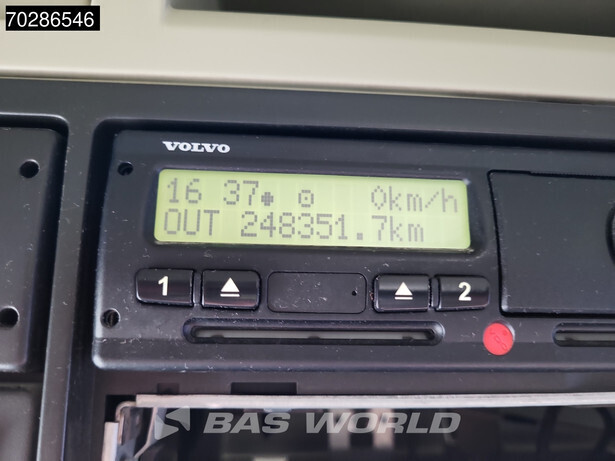 70286546
VOLVO
16 37 0km/h
OUT 248351.7km
1 2
BAS WORLD